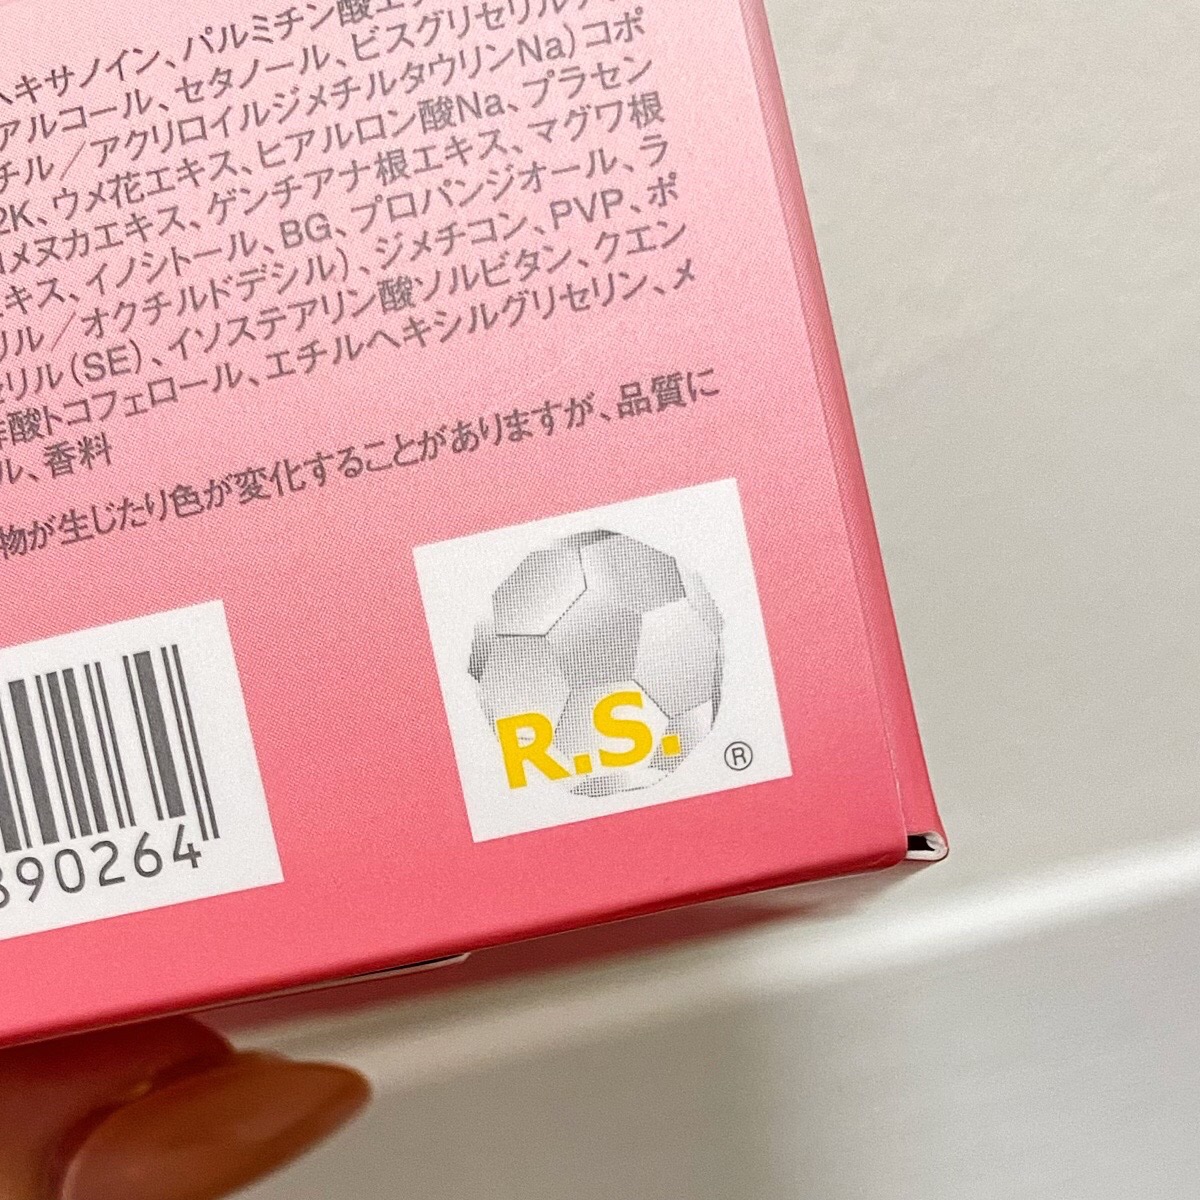 ヘキサノイン、パルミチン酸エ
アルコール、セタノール、ビスグリセリル
チル／アクリロイルジメチルタウリンNa）コポ
2K、ウメ花エキス、ヒアルロン酸Na、プラセン
コメヌカエキス、ゲンチアナ根エキス、マグワ根
エキス、イノシトール、BG、プロパンジオール、ラ
リル／オクチルドデシル）、ジメチコン、PVP、ポ
セリル（SE）、イソステアリン酸ソルビタン、クエン
酸トコフェロール、エチルヘキシルグリセリン、メ
ル、香料
物が生じたり色が変化することがありますが、品質に
890264
R.S.
®